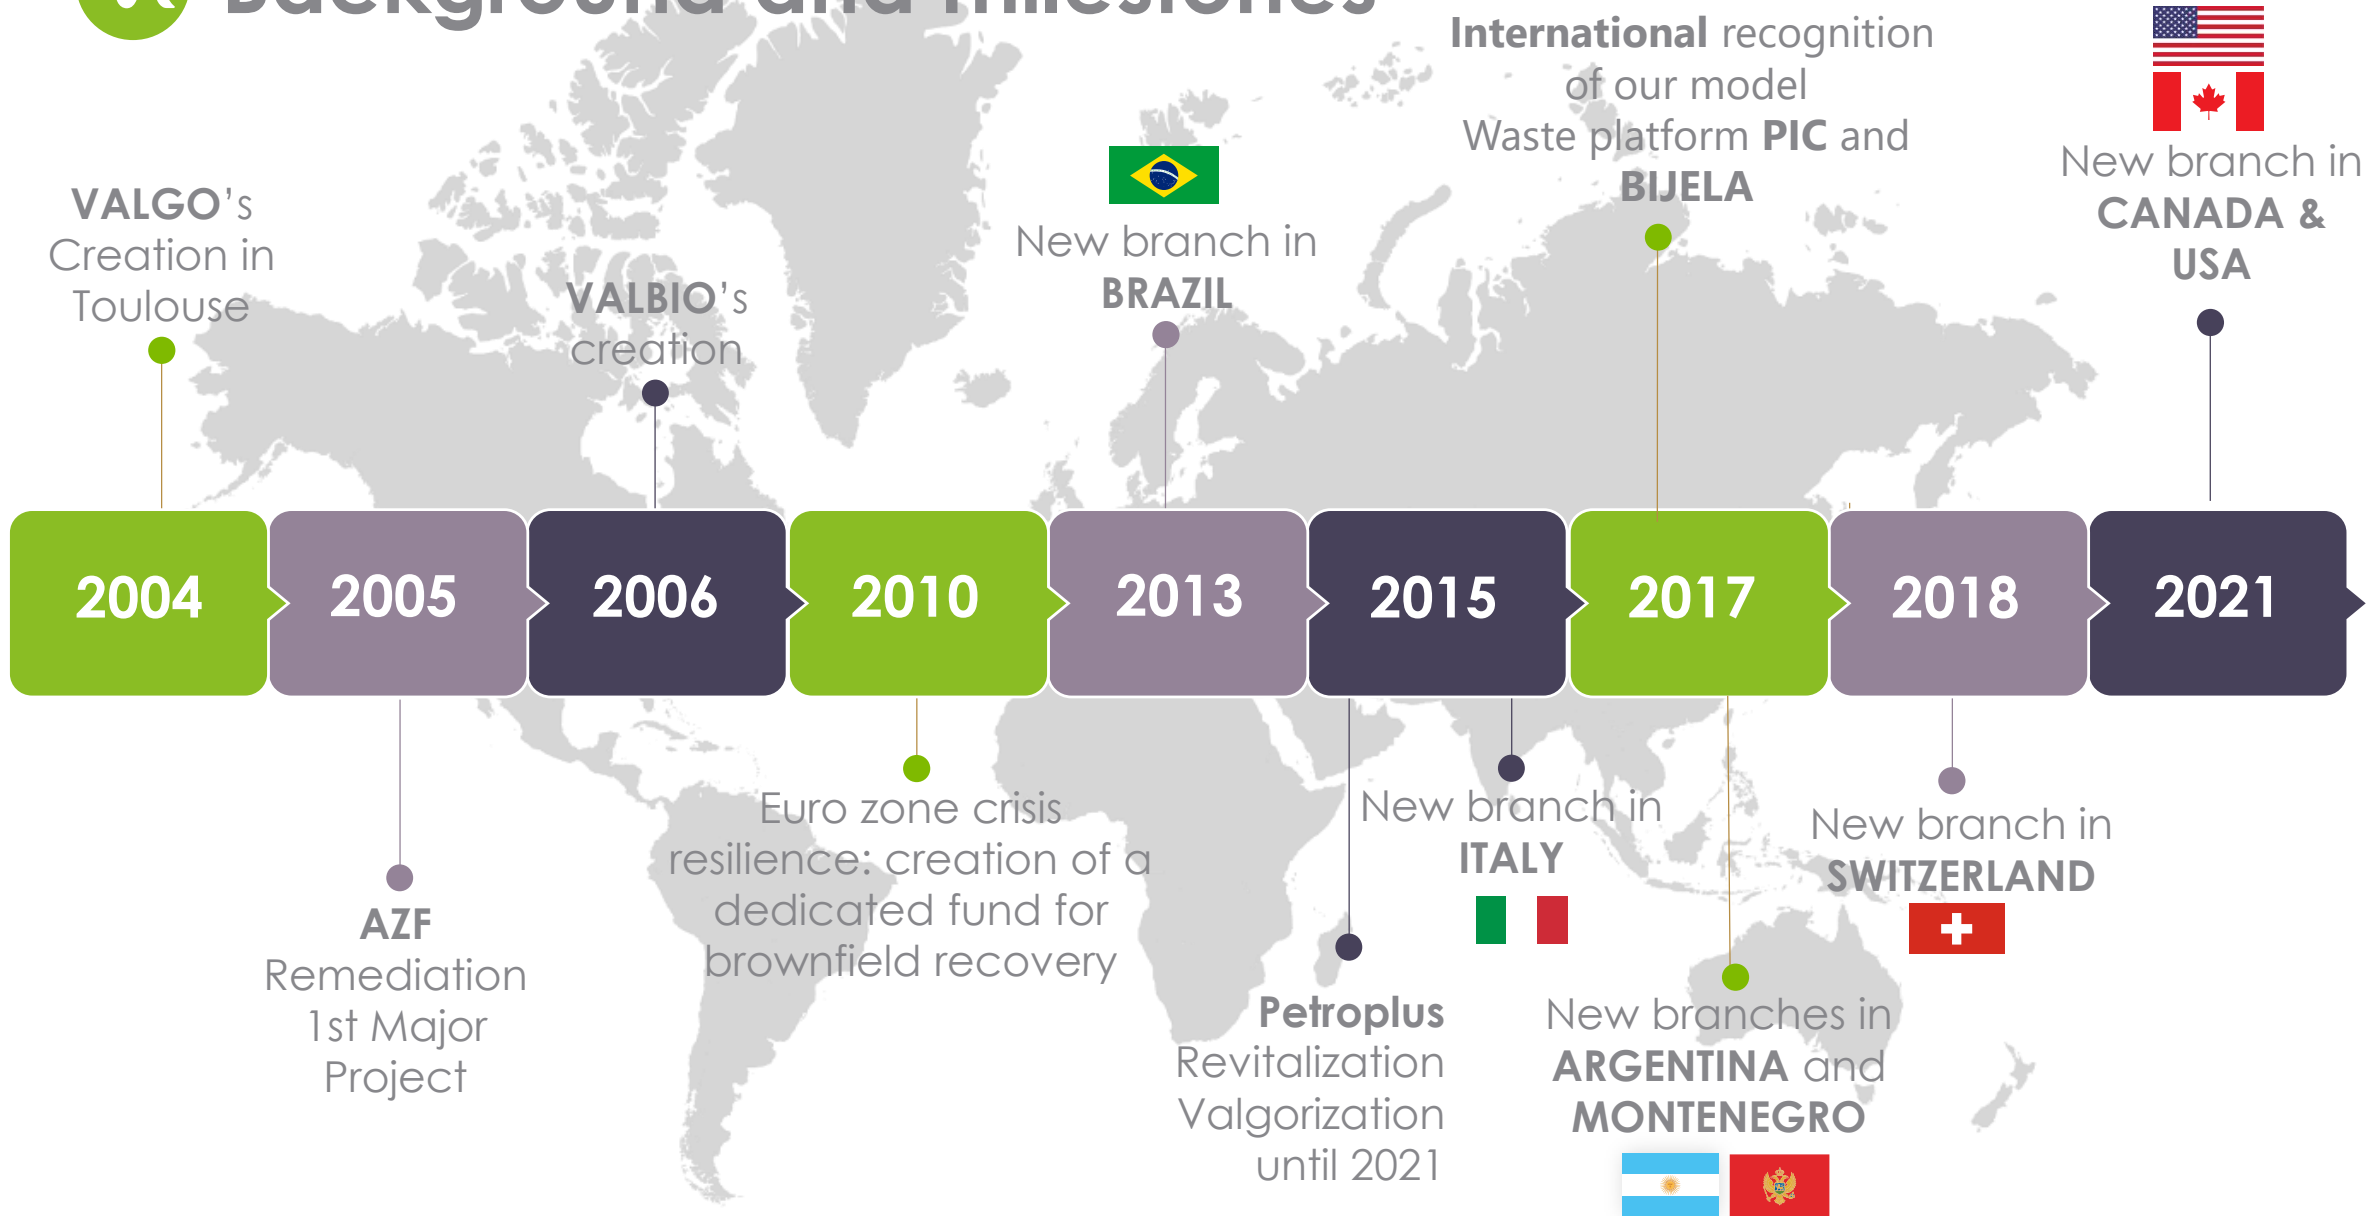 Background and milestones
VALGO's
Creation in
Toulouse
VALBIO's
creation
New branch in
BRAZIL
International recognition
of our model
Waste platform PIC and
BIJELA
New branch in
CANADA &
USA
2004
2005
2006
2010
2013
2015
2017
2018
2021
AZF
Remediation
1st Major
Project
Euro zone crisis
resilience: creation of a
dedicated fund for
brownfield recovery
Petroplus
Revitalization
Valgorization
until 2021
New branch in
ITALY
New branches in
ARGENTINA and
MONTENEGRO
New branch in
SWITZERLAND